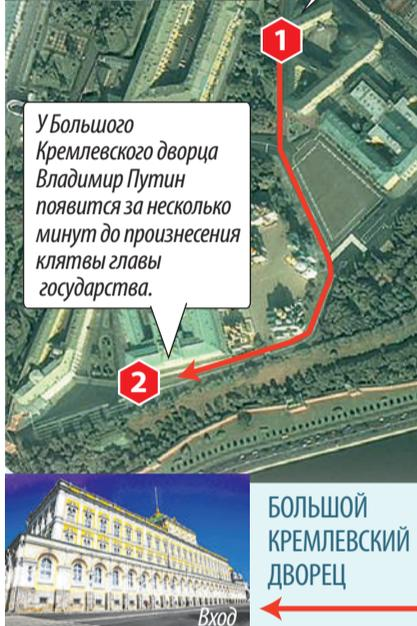 1
У Большого
Кремлевского дворца
Владимир Путин
появится за несколько
минут до произнесения
клятвы главы
государства.
2
БОЛЬШОЙ
КРЕМЛЕВСКИЙ
ДВОРЕЦ
Вход